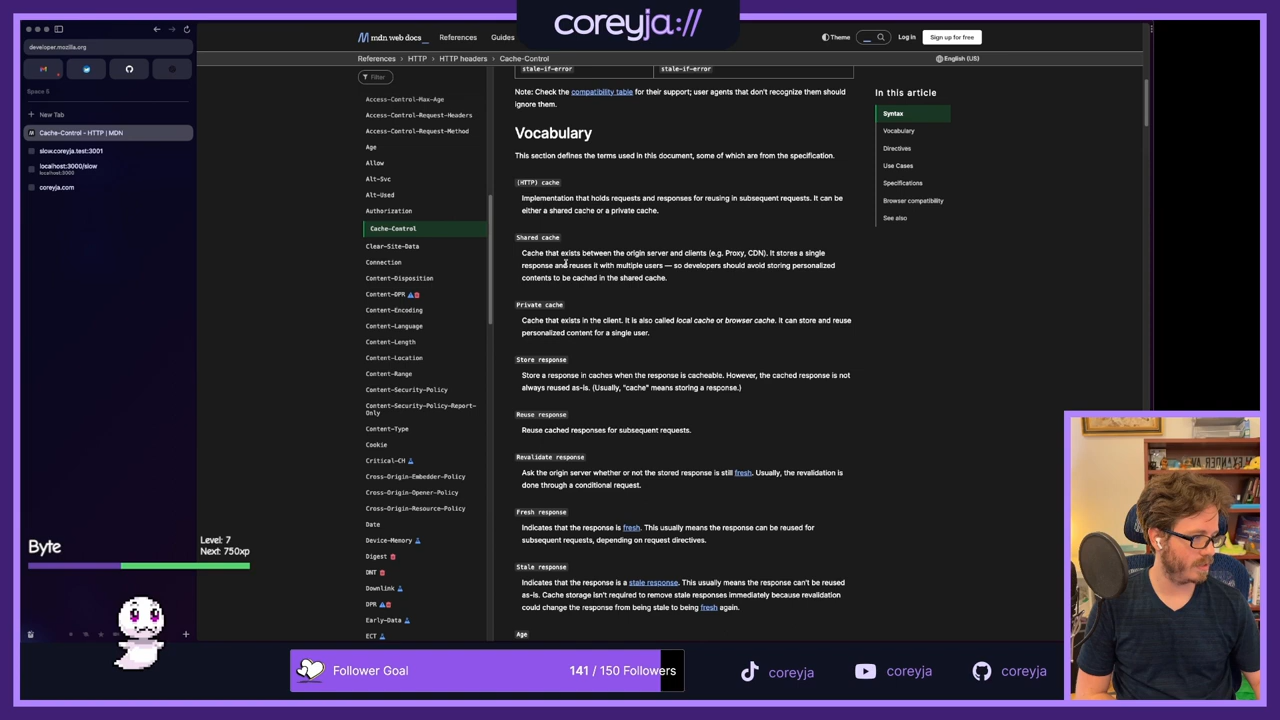 coreyja://
developer.mozilla.org
Space 5
New Tab
Cache-Control - HTTP | MDN
slow.coreyja.test:3001
localhost:3000/slow
localhost:3000
coreyja.com
mdn web docs_
References
Guides
Theme
Log in
Sign up for free
References > HTTP > HTTP headers > Cache-Control
English (US)
Filter
Access-Control-Max-Age
Access-Control-Request-Headers
Access-Control-Request-Method
Age
Allow
Alt-Svc
Alt-Used
Authorization
Cache-Control
Clear-Site-Data
Connection
Content-Disposition
Content-DPR
Content-Encoding
Content-Language
Content-Length
Content-Location
Content-Range
Content-Security-Policy
Content-Security-Policy-Report-
Only
Content-Type
Cookie
Critical-CH
Cross-Origin-Embedder-Policy
Cross-Origin-Opener-Policy
Cross-Origin-Resource-Policy
Date
Device-Memory
Digest
DNT
Downlink
DPR
Early-Data
ECT
stale-if-error
stale-if-error
Note: Check the compatibility table for their support; user agents that don't recognize them should
ignore them.
Vocabulary
This section defines the terms used in this document, some of which are from the specification.
(HTTP) cache
Implementation that holds requests and responses for reusing in subsequent requests. It can be
either a shared cache or a private cache.
Shared cache
Cache that exists between the origin server and clients (e.g. Proxy, CDN). It stores a single
response and reuses it with multiple users — so developers should avoid storing personalized
contents to be cached in the shared cache.
Private cache
Cache that exists in the client. It is also called local cache or browser cache. It can store and reuse
personalized content for a single user.
Store response
Store a response in caches when the response is cacheable. However, the cached response is not
always reused as-is. (Usually, "cache" means storing a response.)
Reuse response
Reuse cached responses for subsequent requests.
Revalidate response
Ask the origin server whether or not the stored response is still fresh. Usually, the revalidation is
done through a conditional request.
Fresh response
Indicates that the response is fresh. This usually means the response can be reused for
subsequent requests, depending on request directives.
Stale response
Indicates that the response is a stale response. This usually means the response can't be reused
as-is. Cache storage isn't required to remove stale responses immediately because revalidation
could change the response from being stale to being fresh again.
Age
In this article
Syntax
Vocabulary
Directives
Use Cases
Specifications
Browser compatibility
See also
Byte
Level: 7
Next: 750xp
Follower Goal
141 / 150 Followers
coreyja
coreyja
coreyja